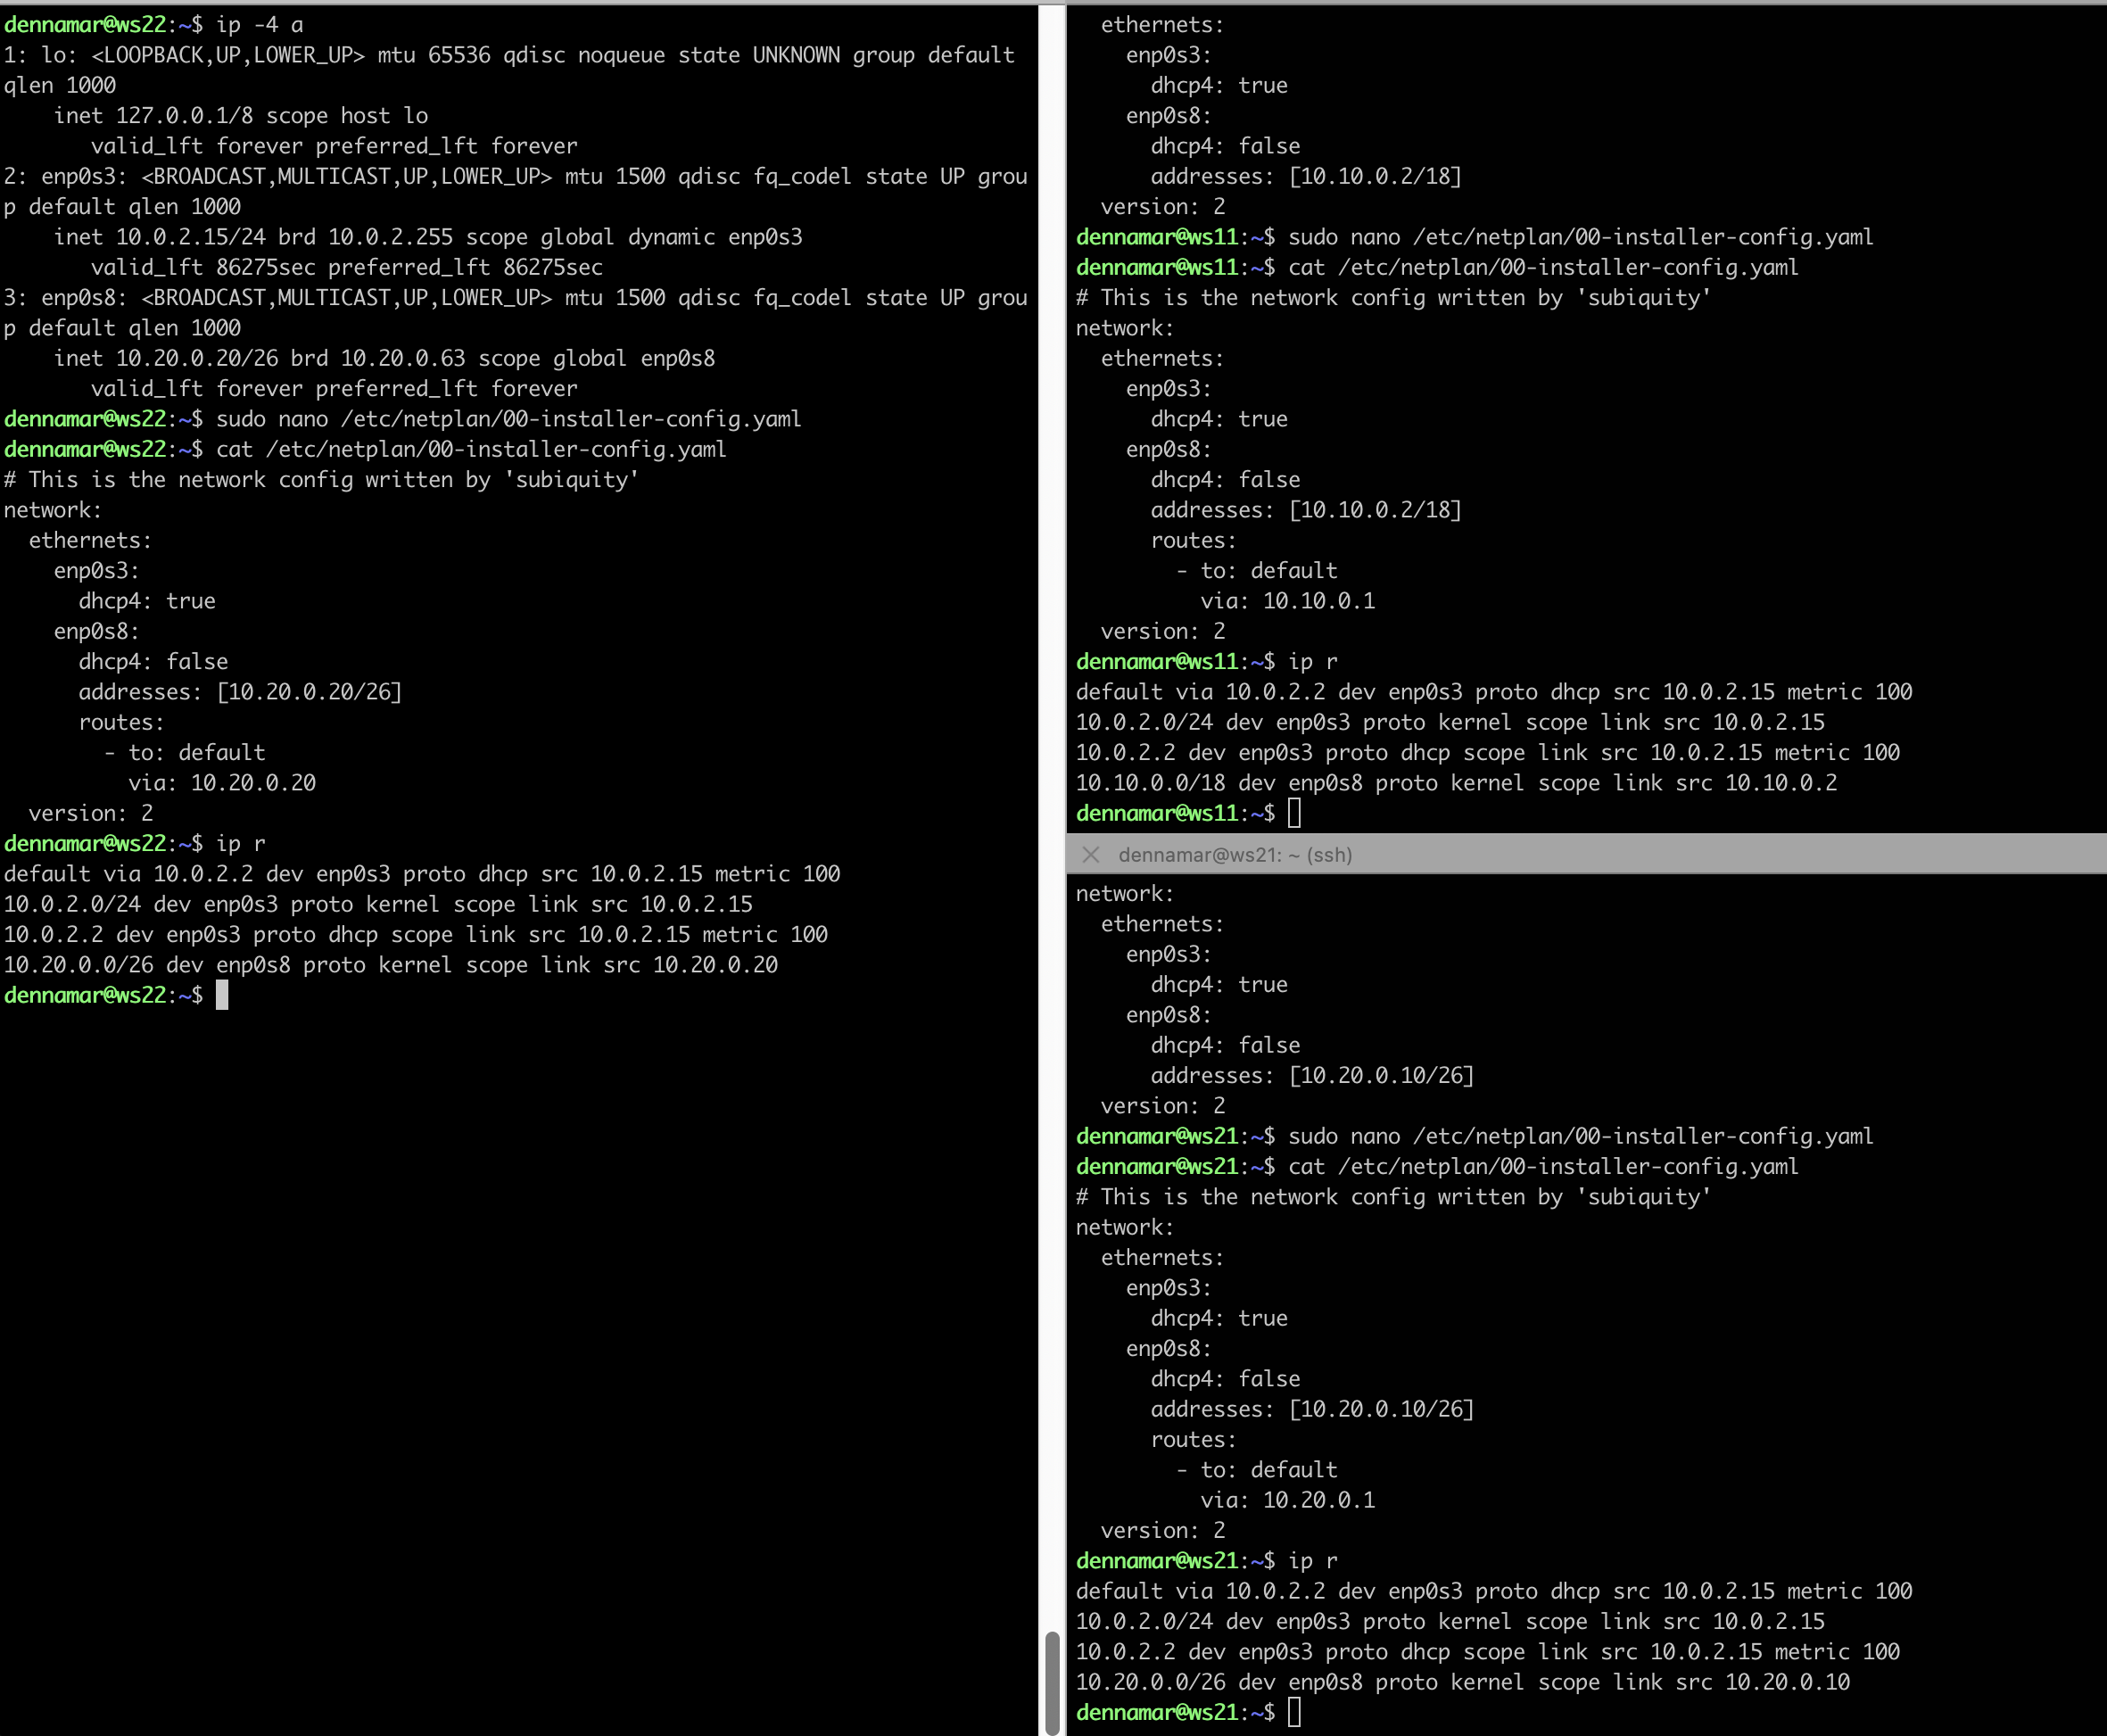 dennamar@ws22:~$ ip -4 a
1: lo: <LOOPBACK,UP,LOWER_UP> mtu 65536 qdisc noqueue state UNKNOWN group default
qlen 1000
    inet 127.0.0.1/8 scope host lo
       valid_lft forever preferred_lft forever
2: enp0s3: <BROADCAST,MULTICAST,UP,LOWER_UP> mtu 1500 qdisc fq_codel state UP grou
p default qlen 1000
    inet 10.0.2.15/24 brd 10.0.2.255 scope global dynamic enp0s3
       valid_lft 86275sec preferred_lft 86275sec
3: enp0s8: <BROADCAST,MULTICAST,UP,LOWER_UP> mtu 1500 qdisc fq_codel state UP grou
p default qlen 1000
    inet 10.20.0.20/26 brd 10.20.0.63 scope global enp0s8
       valid_lft forever preferred_lft forever
dennamar@ws22:~$ sudo nano /etc/netplan/00-installer-config.yaml
dennamar@ws22:~$ cat /etc/netplan/00-installer-config.yaml
# This is the network config written by 'subiquity'
network:
  ethernets:
    enp0s3:
      dhcp4: true
    enp0s8:
      dhcp4: false
      addresses: [10.20.0.20/26]
      routes:
        - to: default
          via: 10.20.0.20
  version: 2
dennamar@ws22:~$ ip r
default via 10.0.2.2 dev enp0s3 proto dhcp src 10.0.2.15 metric 100
10.0.2.0/24 dev enp0s3 proto kernel scope link src 10.0.2.15
10.0.2.2 dev enp0s3 proto dhcp scope link src 10.0.2.15 metric 100
10.20.0.0/26 dev enp0s8 proto kernel scope link src 10.20.0.20
dennamar@ws22:~$
  ethernets:
    enp0s3:
      dhcp4: true
    enp0s8:
      dhcp4: false
      addresses: [10.10.0.2/18]
  version: 2
dennamar@ws11:~$ sudo nano /etc/netplan/00-installer-config.yaml
dennamar@ws11:~$ cat /etc/netplan/00-installer-config.yaml
# This is the network config written by 'subiquity'
network:
  ethernets:
    enp0s3:
      dhcp4: true
    enp0s8:
      dhcp4: false
      addresses: [10.10.0.2/18]
      routes:
        - to: default
          via: 10.10.0.1
  version: 2
dennamar@ws11:~$ ip r
default via 10.0.2.2 dev enp0s3 proto dhcp src 10.0.2.15 metric 100
10.0.2.0/24 dev enp0s3 proto kernel scope link src 10.0.2.15
10.0.2.2 dev enp0s3 proto dhcp scope link src 10.0.2.15 metric 100
10.10.0.0/18 dev enp0s8 proto kernel scope link src 10.10.0.2
dennamar@ws11:~$
dennamar@ws21: ~ (ssh)
network:
  ethernets:
    enp0s3:
      dhcp4: true
    enp0s8:
      dhcp4: false
      addresses: [10.20.0.10/26]
  version: 2
dennamar@ws21:~$ sudo nano /etc/netplan/00-installer-config.yaml
dennamar@ws21:~$ cat /etc/netplan/00-installer-config.yaml
# This is the network config written by 'subiquity'
network:
  ethernets:
    enp0s3:
      dhcp4: true
    enp0s8:
      dhcp4: false
      addresses: [10.20.0.10/26]
      routes:
        - to: default
          via: 10.20.0.1
  version: 2
dennamar@ws21:~$ ip r
default via 10.0.2.2 dev enp0s3 proto dhcp src 10.0.2.15 metric 100
10.0.2.0/24 dev enp0s3 proto kernel scope link src 10.0.2.15
10.0.2.2 dev enp0s3 proto dhcp scope link src 10.0.2.15 metric 100
10.20.0.0/26 dev enp0s8 proto kernel scope link src 10.20.0.10
dennamar@ws21:~$